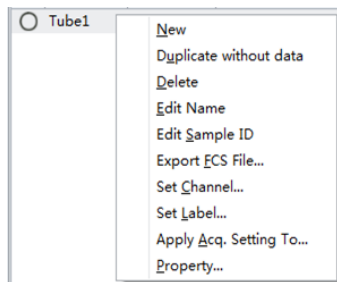 Tube1
New
Duplicate without data
Delete
Edit Name
Edit Sample ID
Export FCS File...
Set Channel...
Set Label...
Apply Acq. Setting To...
Property...